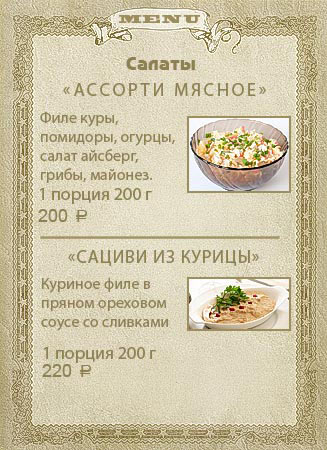 MENU
Салаты
«АССОРТИ МЯСНОЕ»
Филе куры,
помидоры, огурцы,
салат айсберг,
грибы, майонез.
1 порция 200 г
200 ₽
«САЦИВИ ИЗ КУРИЦЫ»
Куриное филе в
пряном ореховом
соусе со сливками
1 порция 200 г
220 ₽